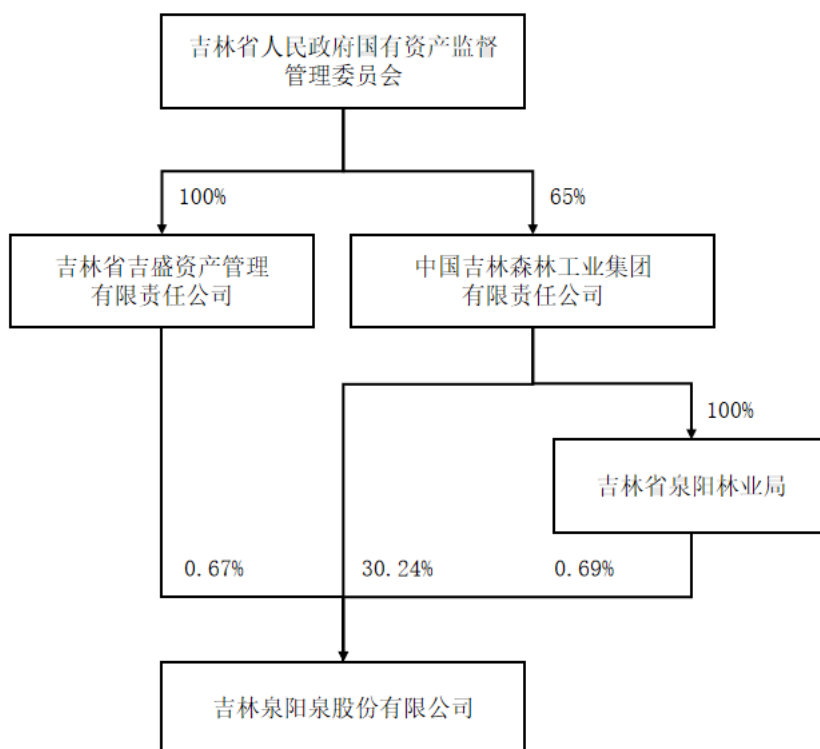 吉林省人民政府国有资产监督
管理委员会
100%
65%
吉林省吉盛资产管理
有限责任公司
中国吉林森林工业集团
有限责任公司
100%
吉林省泉阳林业局
0.67%
30.24%
0.69%
吉林泉阳泉股份有限公司